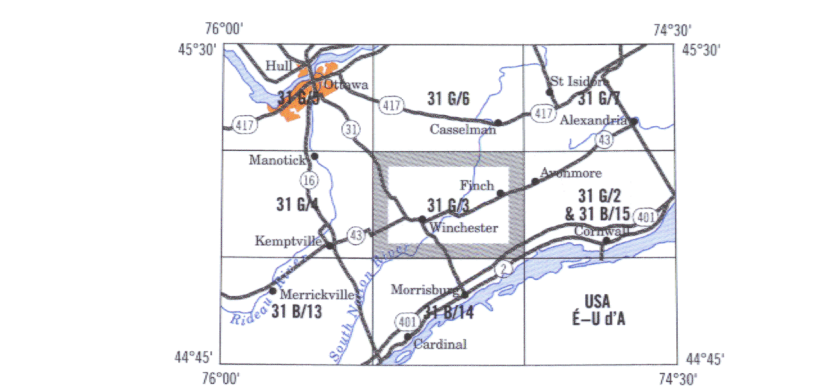 76°00'
74°30'
45°30'
45°30'
Hull
Ottawa
31 G/5
31 G/6
St Isidore
31 G/7
417
417
417
Casselman
Alexandria
31
43
Manotick
16
Finch
Avonmore
31 G/4
31 G/3
31 G/2
& 31 B/15
401
Winchester
Cornwall
43
Kemptville
2
Rideau River
Merrickville
31 B/13
South Nation River
Morrisburg
31 B/14
401
Cardinal
USA
É–U d'A
44°45'
44°45'
76°00'
74°30'